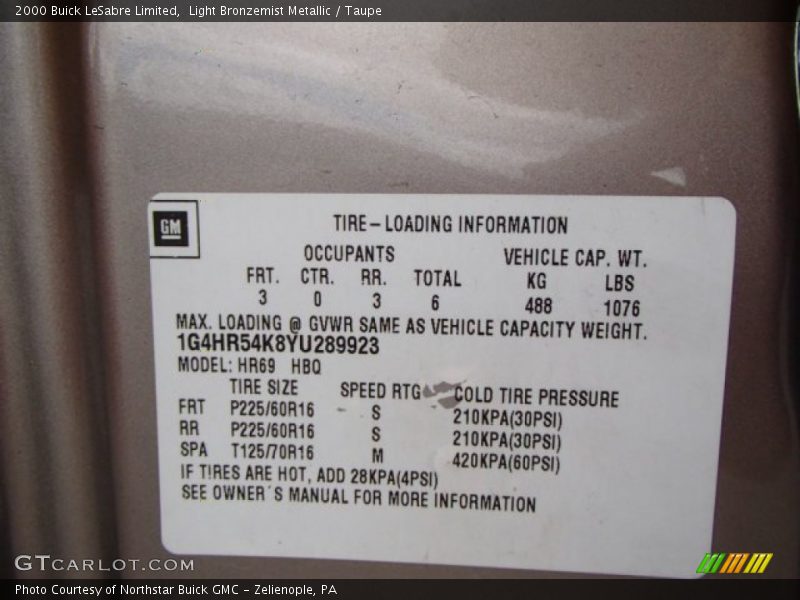 2000 Buick LeSabre Limited, Light Bronzemist Metallic / Taupe
GM
TIRE-LOADING INFORMATION
OCCUPANTS VEHICLE CAP. WT.
FRT. CTR. RR. TOTAL KG LBS
3 0 3 6 488 1076
MAX. LOADING @ GVWR SAME AS VEHICLE CAPACITY WEIGHT.
1G4HR54K8YU289923
MODEL: HR69 HBQ
TIRE SIZE SPEED RTG COLD TIRE PRESSURE
FRT P225/60R16 S 210KPA(30PSI)
RR P225/60R16 S 210KPA(30PSI)
SPA T125/70R16 M 420KPA(60PSI)
IF TIRES ARE HOT, ADD 28KPA(4PSI)
SEE OWNER'S MANUAL FOR MORE INFORMATION
GTCARLOT.COM
Photo Courtesy of Northstar Buick GMC - Zelienople, PA